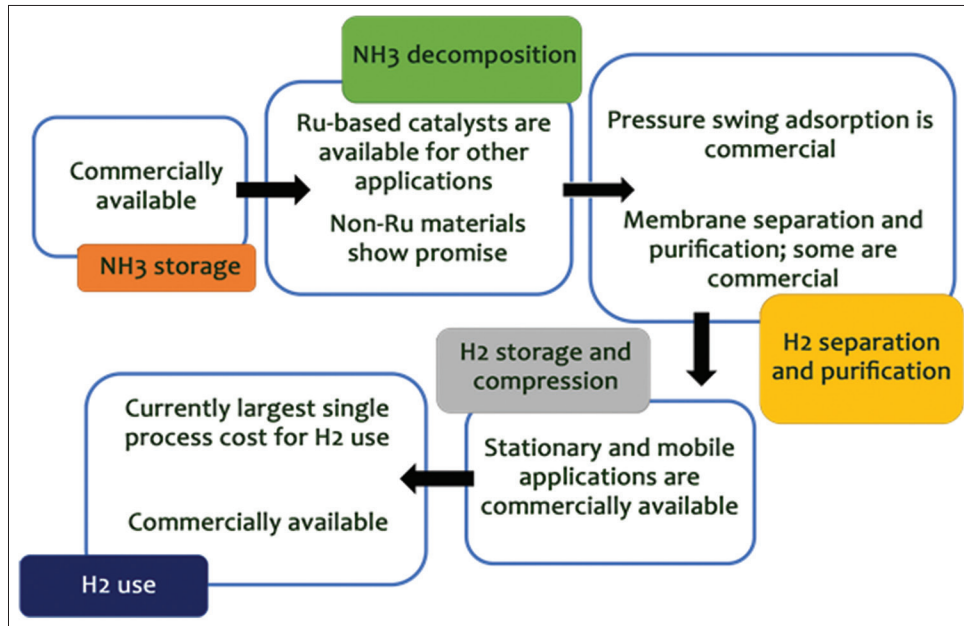 NH3 decomposition
Commercially
available
NH3 storage
Ru-based catalysts are
available for other
applications
Non-Ru materials
show promise
Pressure swing adsorption is
commercial
Membrane separation and
purification; some are
commercial
H2 separation
and purification
H2 storage and
compression
Stationary and mobile
applications are
commercially available
Currently largest single
process cost for H2 use
Commercially available
H2 use